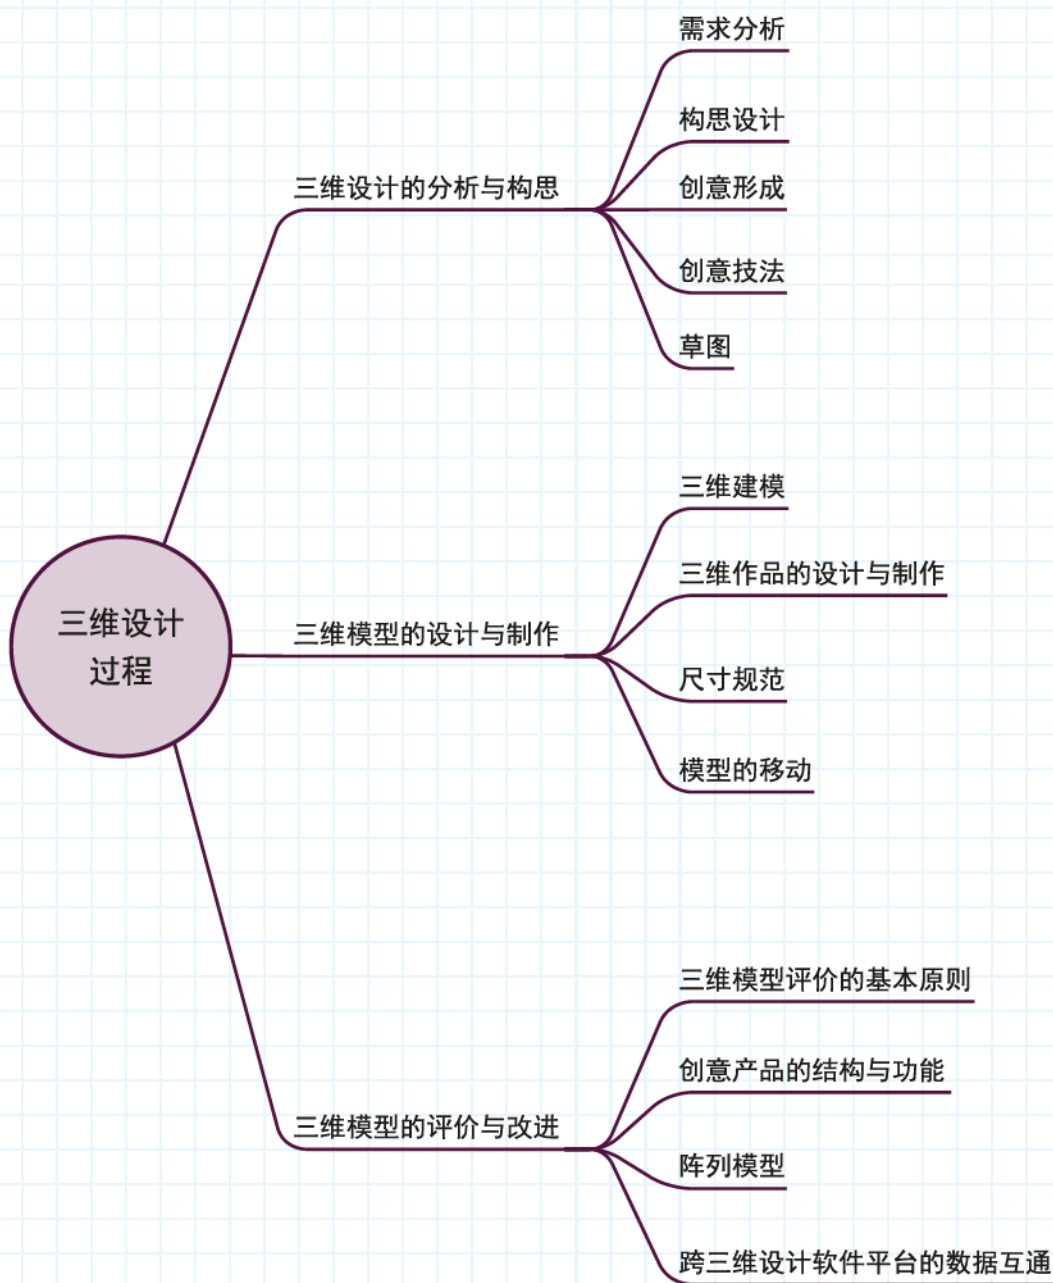 三维设计
过程
三维设计的分析与构思
需求分析
构思设计
创意形成
创意技法
草图
三维模型的设计与制作
三维建模
三维作品的设计与制作
尺寸规范
模型的移动
三维模型的评价与改进
三维模型评价的基本原则
创意产品的结构与功能
阵列模型
跨三维设计软件平台的数据互通